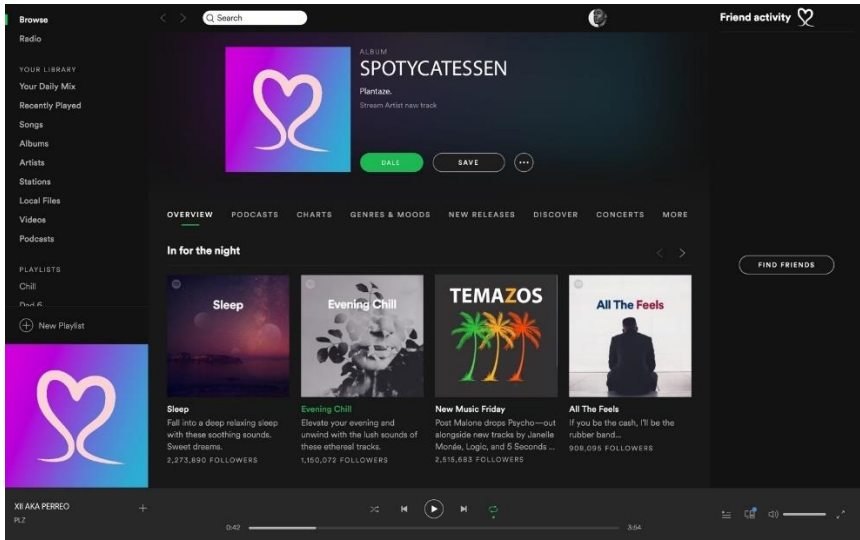 Browse
Radio
YOUR LIBRARY
Your Daily Mix
Recently Played
Songs
Albums
Artists
Stations
Local Files
Videos
Podcasts
PLAYLISTS
Chill
New Playlist
XII AKA PERREO
PLZ
Search
ALBUM
SPOTYCATESSEN
Plantaze.
Stream Artist new track
DALE
SAVE
OVERVIEW PODCASTS CHARTS GENRES & MOODS NEW RELEASES DISCOVER CONCERTS MORE
In for the night
Sleep
Sleep
Fall into a deep relaxing sleep
with these soothing sounds.
Sweet dreams.
2,273,890 FOLLOWERS
Evening Chill
Evening Chill
Elevate your evening and
unwind with the lush sounds of
these ethereal tracks.
1,150,072 FOLLOWERS
TEMAZOS
New Music Friday
Post Malone drops Psycho—out
alongside new tracks by Janelle
Monáe, Logic, and 5 Seconds ...
2,515,683 FOLLOWERS
All The Feels
All The Feels
If you be the cash, I'll be the
rubber band...
908,095 FOLLOWERS
0:42
3:54
Friend activity
FIND FRIENDS